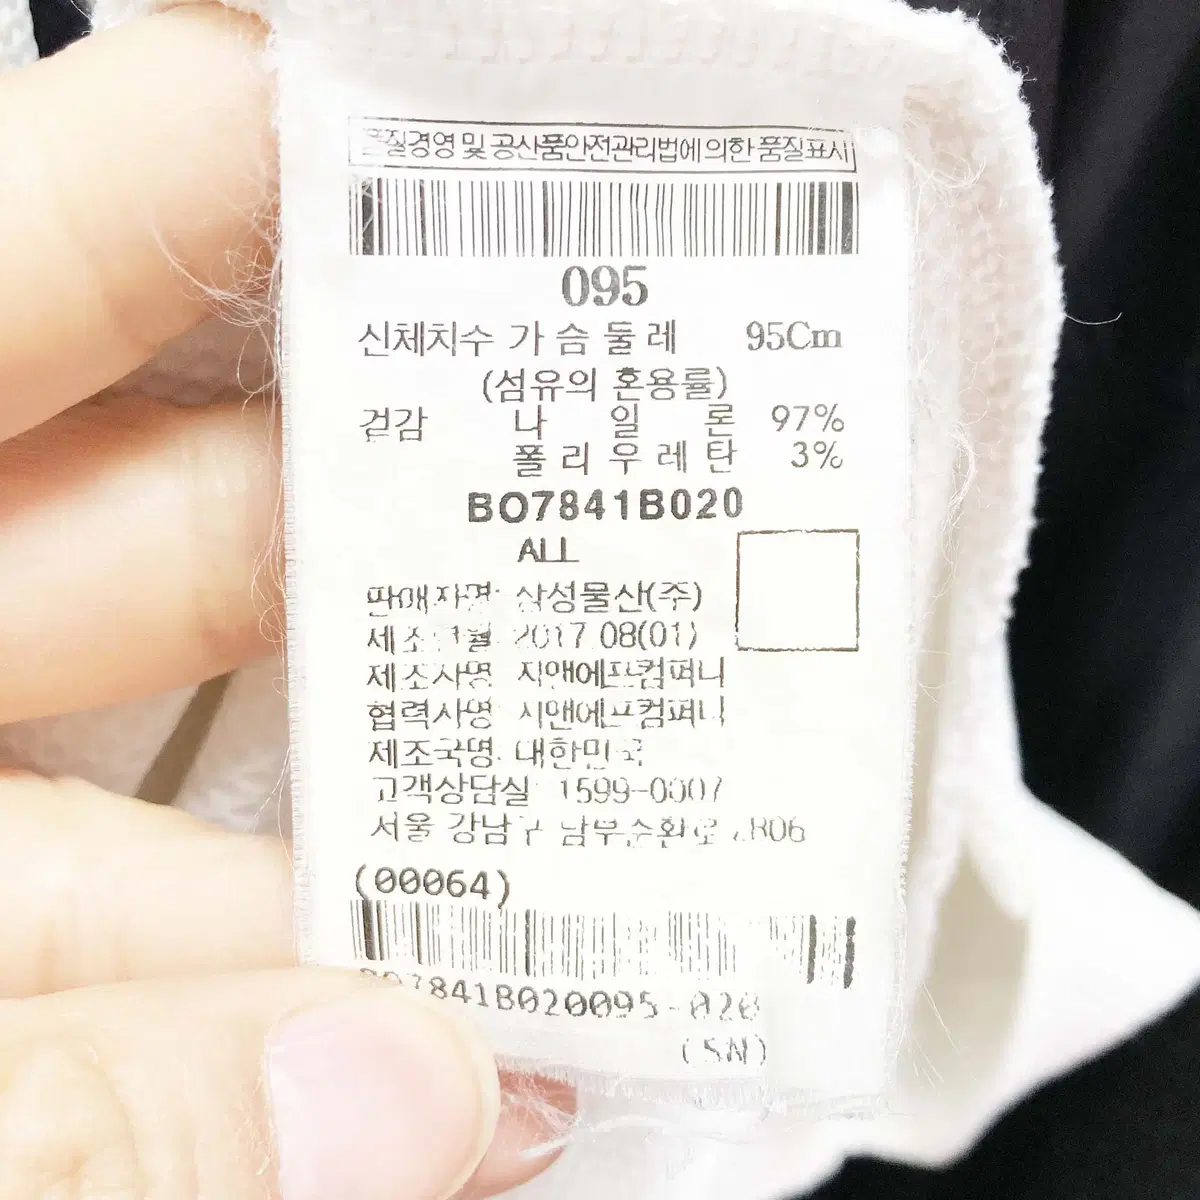 품질경영 및 공산품안전관리법에 의한 품질표시
095
신체치수 가 슴 둘 레 95Cm
(섬유의 혼용률)
겉감 나 일 론 97%
폴 리 우 레 탄 3%
BO7841B020
ALL
판매자명: 삼성물산(주)
제조년월: 2017.08(01)
제조사명: 지앤에프컴퍼니
협력사명: 지앤에프컴퍼니
제조국명: 대한민국
고객상담실: 1599-0007
서울 강남구 남부순환로 2806
(00064)
BO7841B020095-020
(SN)